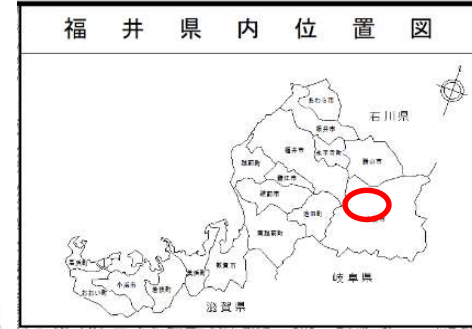 福井県内位置図
あわら市
石川県
坂井市
福井市
永平寺町
勝山市
越前町
鯖江市
越前市
池田町
市
南越前町
敦賀市
美浜町
高浜町
小浜市
若狭町
おおい町
岐阜県
滋賀県